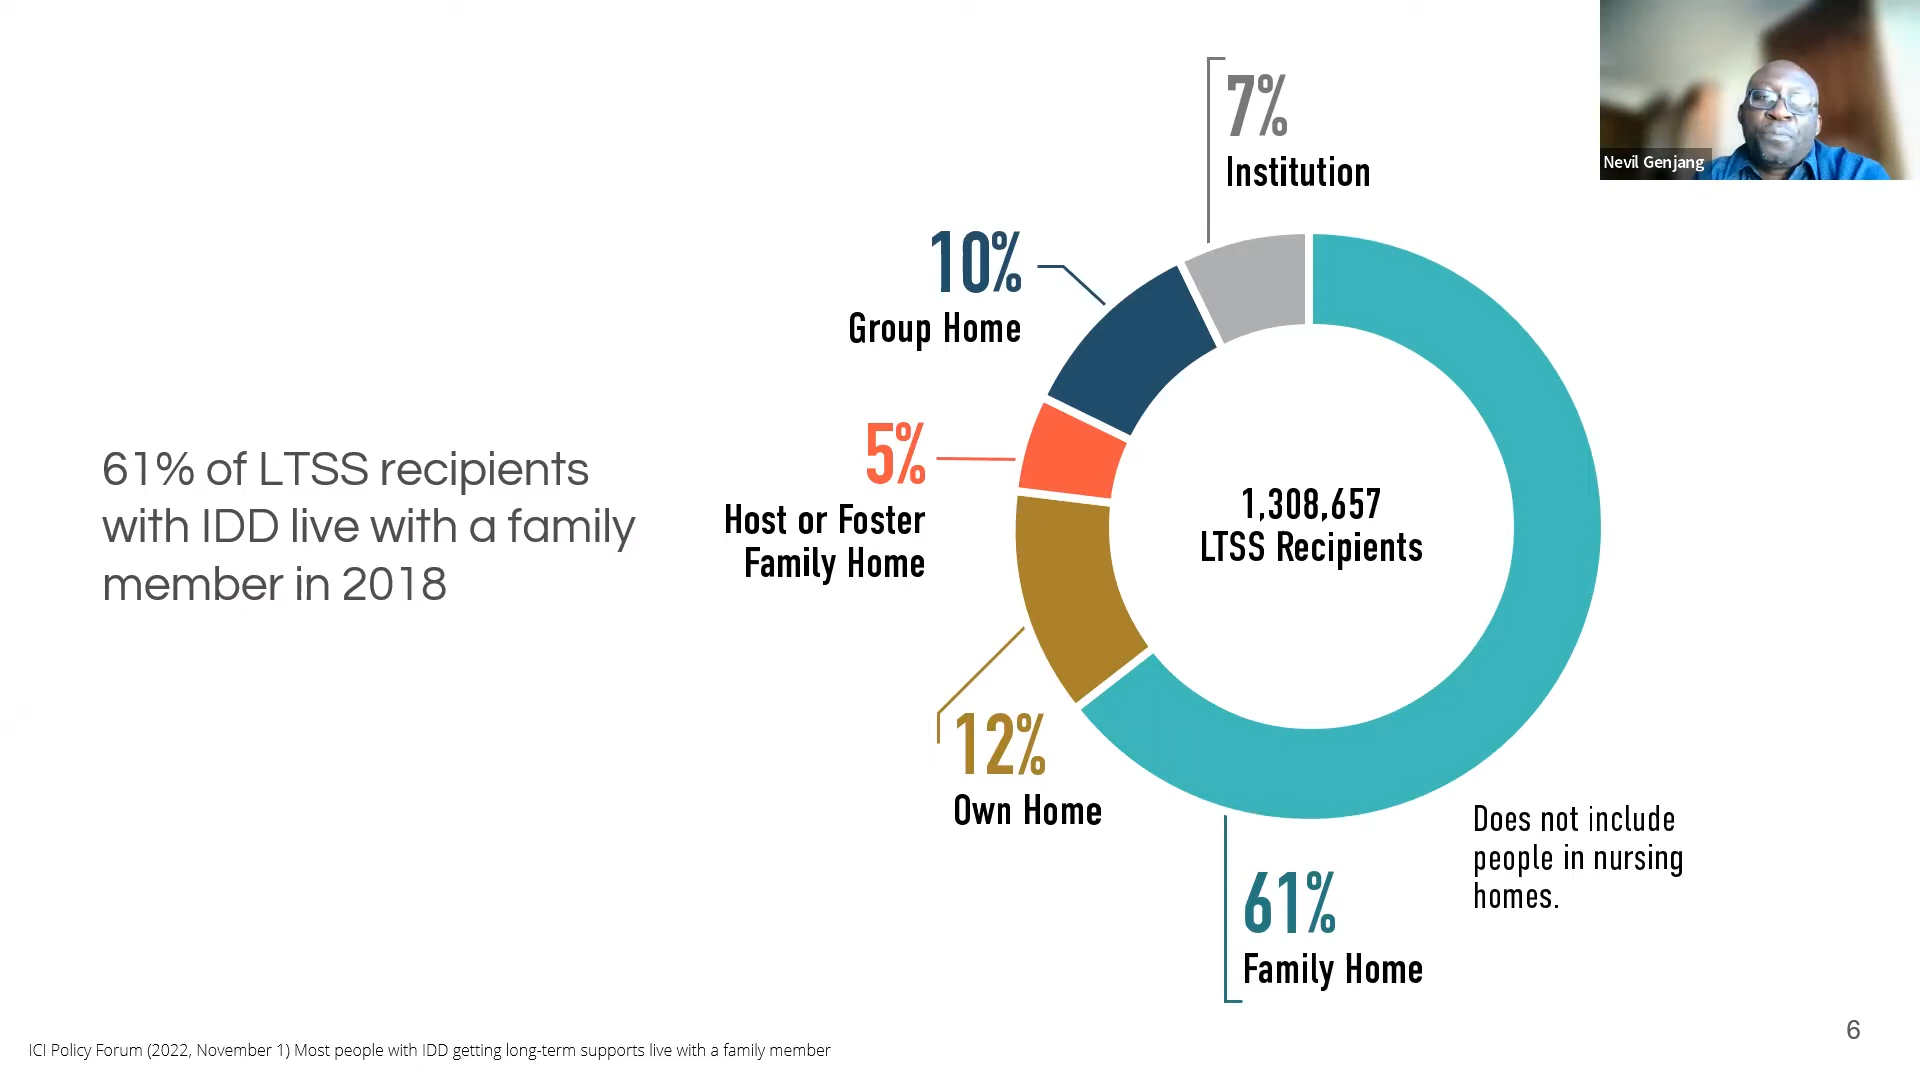 61% of LTSS recipients
with IDD live with a family
member in 2018
7%
Institution
10%
Group Home
5%
Host or Foster
Family Home
12%
Own Home
61%
Family Home
1,308,657
LTSS Recipients
Does not include
people in nursing
homes.
Nevil Genjang
6
ICI Policy Forum (2022, November 1) Most people with IDD getting long-term supports live with a family member